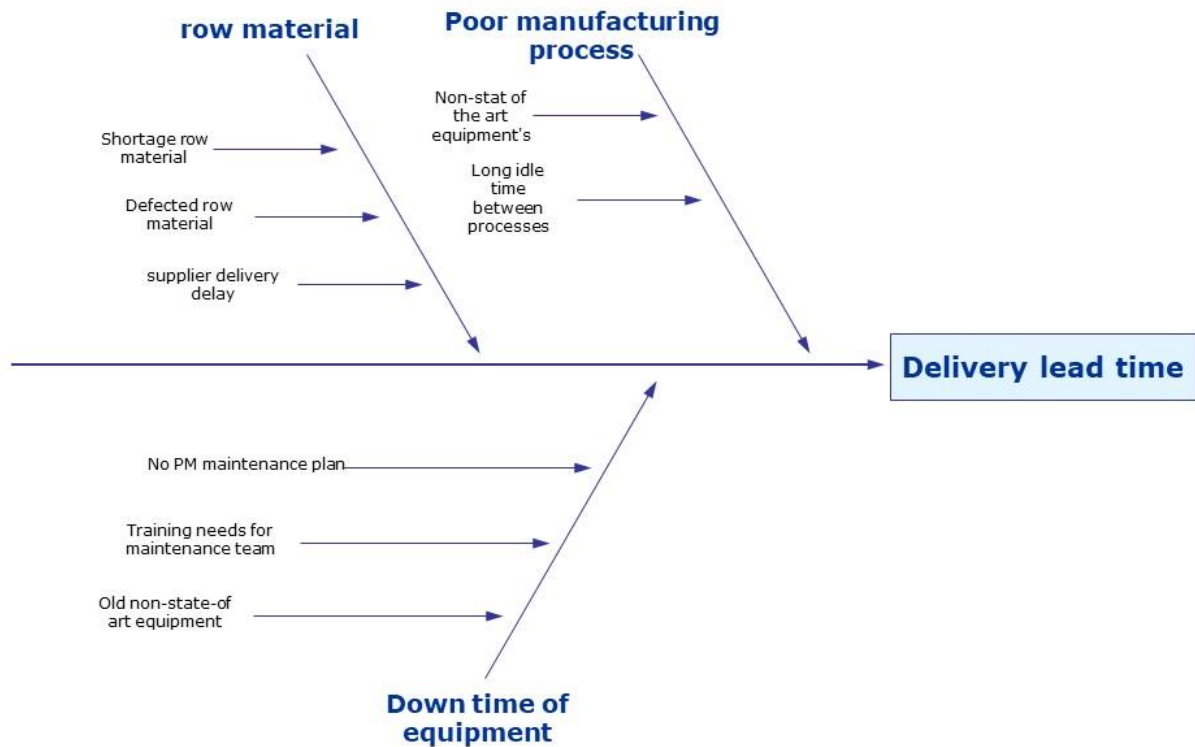 row material
Poor manufacturing
process
Non-stat of
the art
equipment's
Shortage row
material
Long idle
time
between
processes
Defected row
material
supplier delivery
delay
Delivery lead time
No PM maintenance plan
Training needs for
maintenance team
Old non-state-of
art equipment
Down time of
equipment